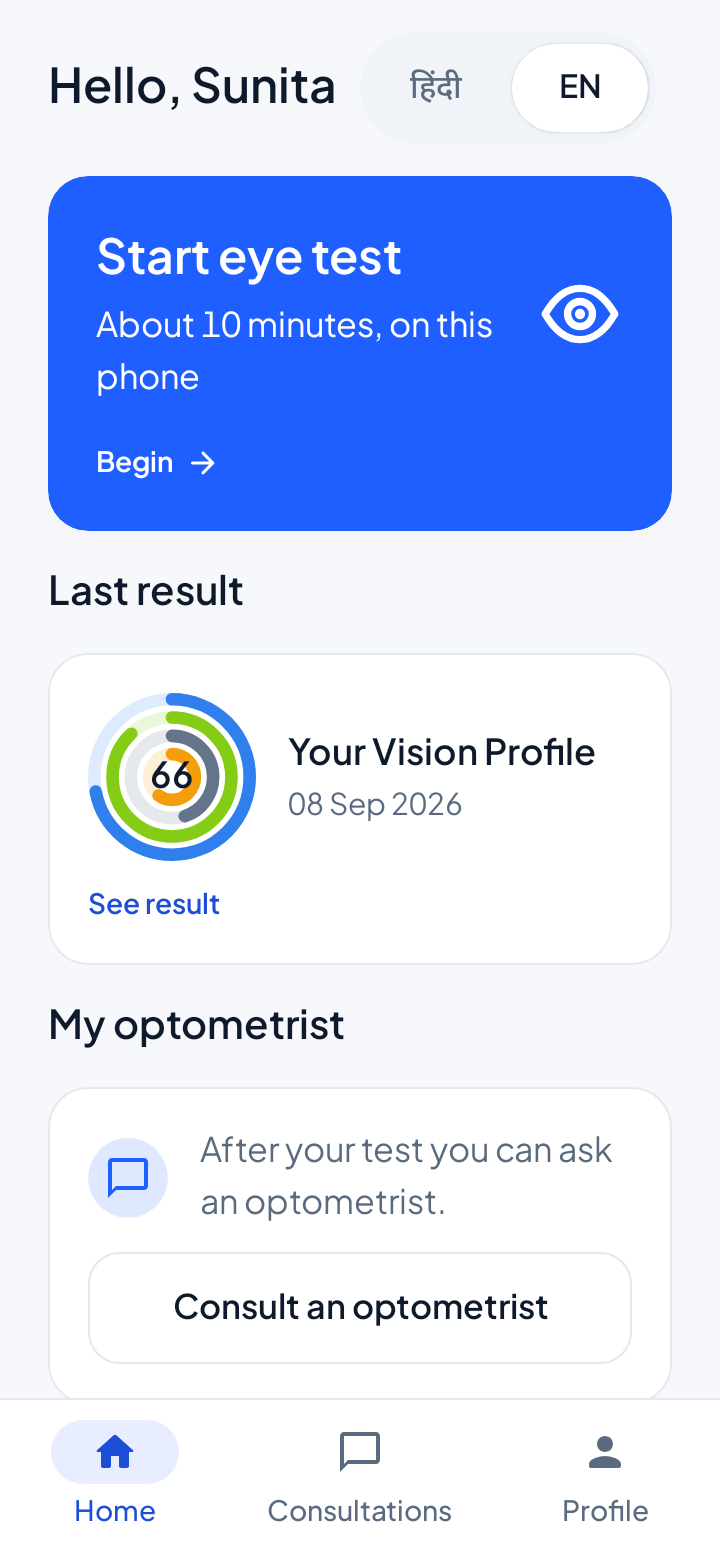 Hello, Sunita
हिंदी
EN
Start eye test
About 10 minutes, on this
phone
Begin
Last result
66
Your Vision Profile
08 Sep 2026
See result
My optometrist
After your test you can ask
an optometrist.
Consult an optometrist
Home
Consultations
Profile